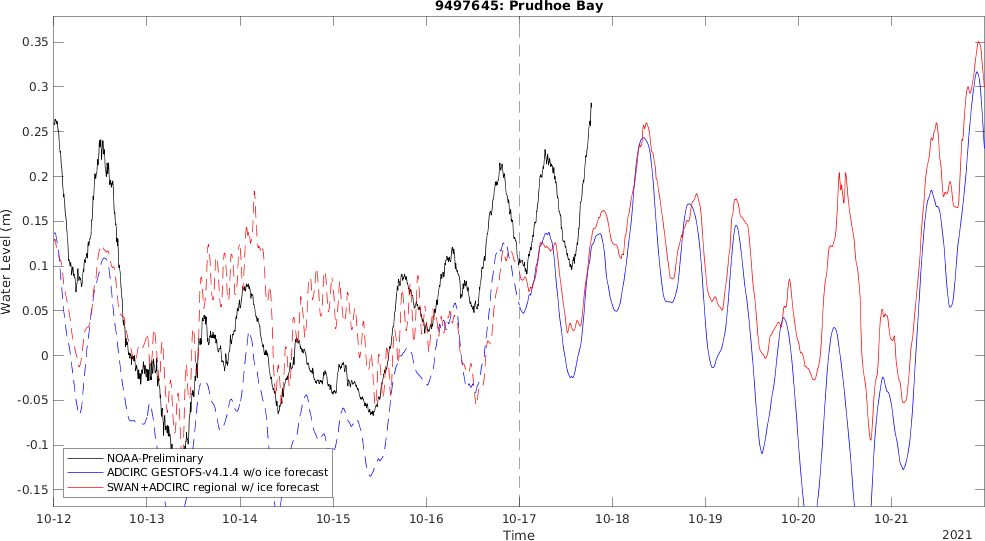 9497645: Prudhoe Bay
Water Level (m)
0.35
0.3
0.25
0.2
0.15
0.1
0.05
0
-0.05
-0.1
-0.15
NOAA-Preliminary
ADCIRC GESTOFS-v4.1.4 w/o ice forecast
SWAN+ADCIRC regional w/ ice forecast
10-12 10-13 10-14 10-15 10-16 10-17 10-18 10-19 10-20 10-21
Time
2021